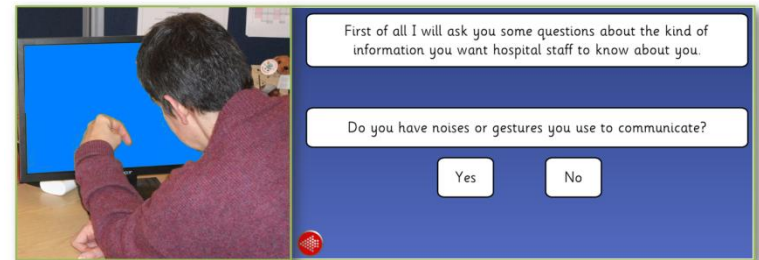 First of all I will ask you some questions about the kind of
information you want hospital staff to know about you.
Do you have noises or gestures you use to communicate?
Yes
No